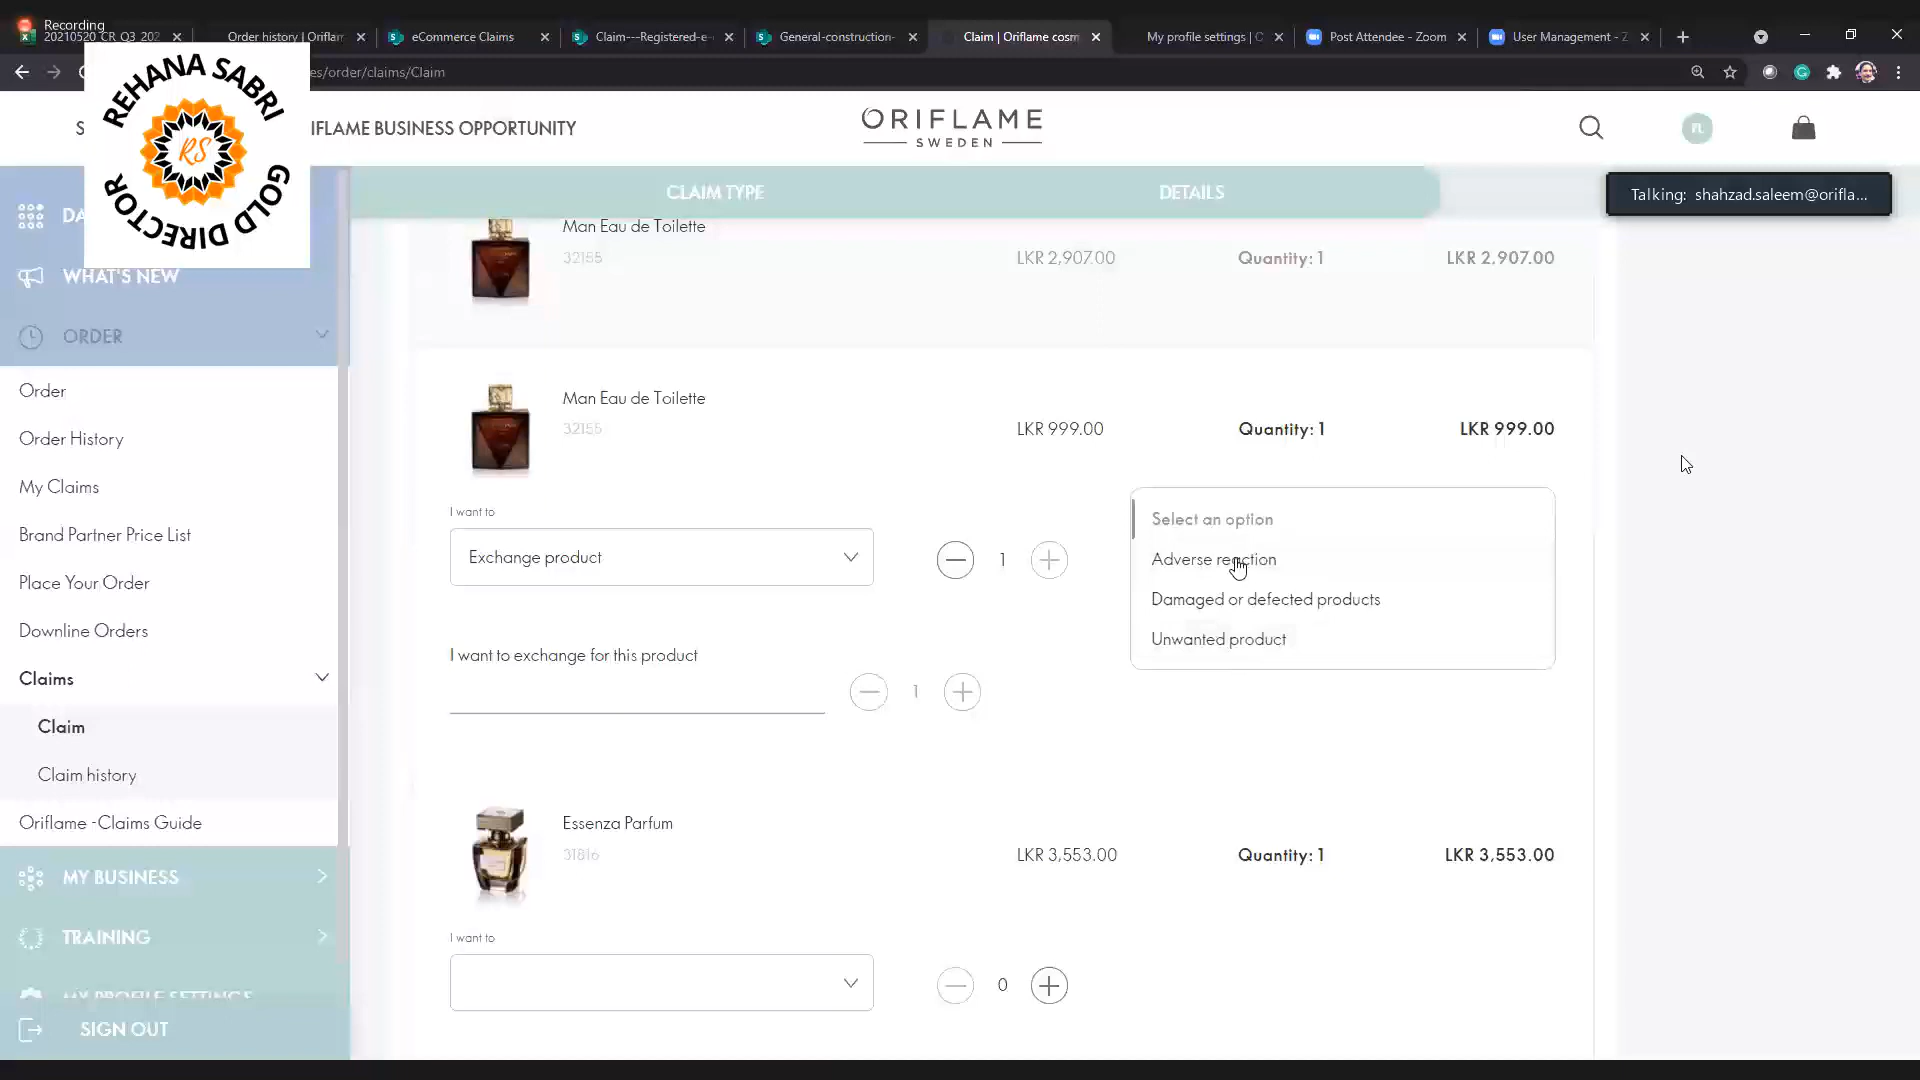 Recording
20210520_CR_Q3_202
Order history | Oriflam
eCommerce Claims
Claim---Registered-e-
General-construction-
Claim | Oriflame cosm
My profile settings | O
Post Attendee - Zoom
User Management - Z
es/order/claims/Claim
REHANA SABRI
RS
GOLD DIRECTOR
S
IFLAME BUSINESS OPPORTUNITY
ORIFLAME
SWEDEN
FL
Talking: shahzad.saleem@orifla...
CLAIM TYPE
DETAILS
DA
WHAT'S NEW
ORDER
Order
Order History
My Claims
Brand Partner Price List
Place Your Order
Downline Orders
Claims
Claim
Claim history
Oriflame -Claims Guide
MY BUSINESS
TRAINING
MY PROFILE SETTINGS
SIGN OUT
Man Eau de Toilette
32155
LKR 2,907.00
Quantity: 1
LKR 2,907.00
Man Eau de Toilette
32155
LKR 999.00
Quantity: 1
LKR 999.00
I want to
Exchange product
1
Select an option
Adverse reaction
Damaged or defected products
Unwanted product
I want to exchange for this product
1
Essenza Parfum
31816
LKR 3,553.00
Quantity: 1
LKR 3,553.00
I want to
0